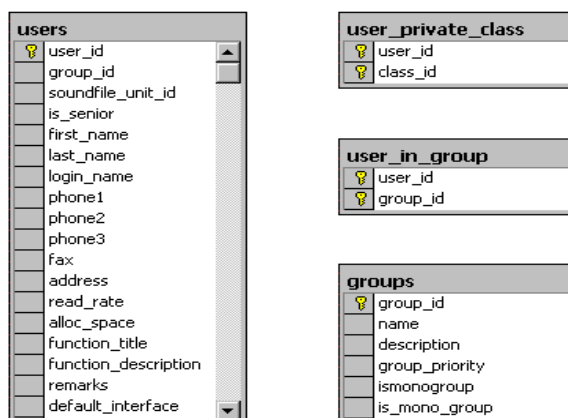 users
user_id
group_id
soundfile_unit_id
is_senior
first_name
last_name
login_name
phone1
phone2
phone3
fax
address
read_rate
alloc_space
function_title
function_description
remarks
default_interface
user_private_class
user_id
class_id
user_in_group
user_id
group_id
groups
group_id
name
description
group_priority
ismonogroup
is_mono_group